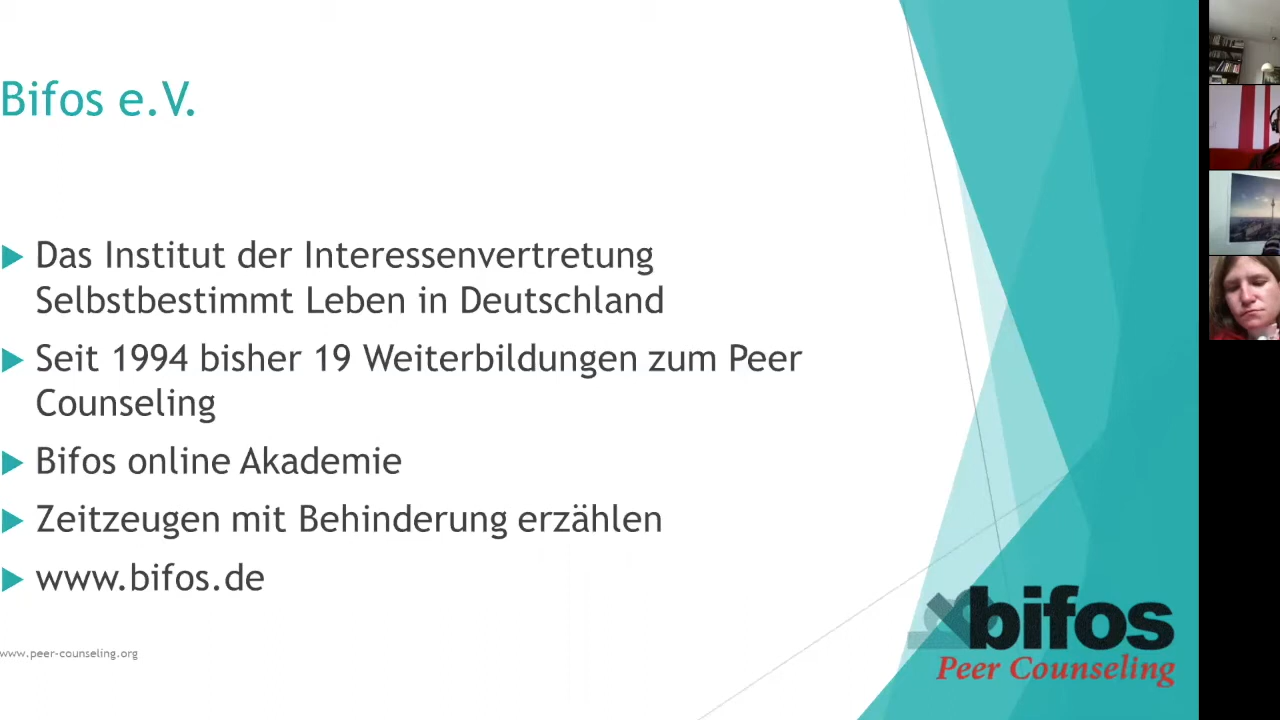 Bifos e.V.
Das Institut der Interessenvertretung
Selbstbestimmt Leben in Deutschland
Seit 1994 bisher 19 Weiterbildungen zum Peer
Counseling
Bifos online Akademie
Zeitzeugen mit Behinderung erzählen
www.bifos.de
www.peer-counseling.org
bifos
Peer Counseling